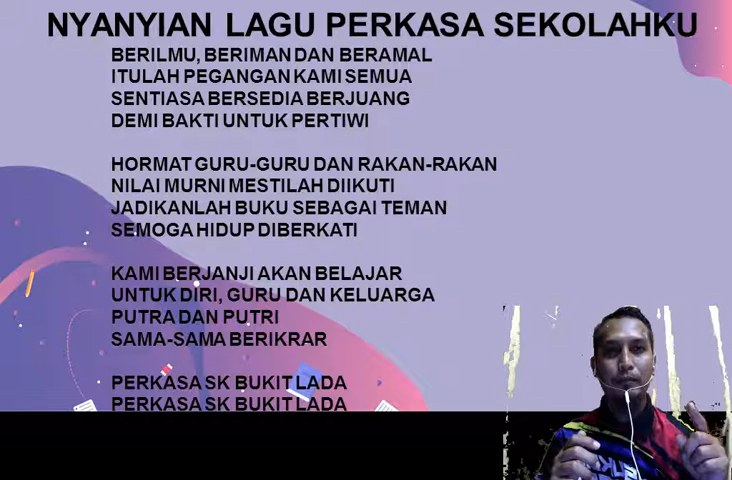 NYANYIAN LAGU PERKASA SEKOLAHKU
BERILMU, BERIMAN DAN BERAMAL
ITULAH PEGANGAN KAMI SEMUA
SENTIASA BERSEDIA BERJUANG
DEMI BAKTI UNTUK PERTIWI
HORMAT GURU-GURU DAN RAKAN-RAKAN
NILAI MURNI MESTILAH DIIKUTI
JADIKANLAH BUKU SEBAGAI TEMAN
SEMOGA HIDUP DIBERKATI
KAMI BERJANJI AKAN BELAJAR
UNTUK DIRI, GURU DAN KELUARGA
PUTRA DAN PUTRI
SAMA-SAMA BERIKRAR
PERKASA SK BUKIT LADA
PERKASA SK BUKIT LADA